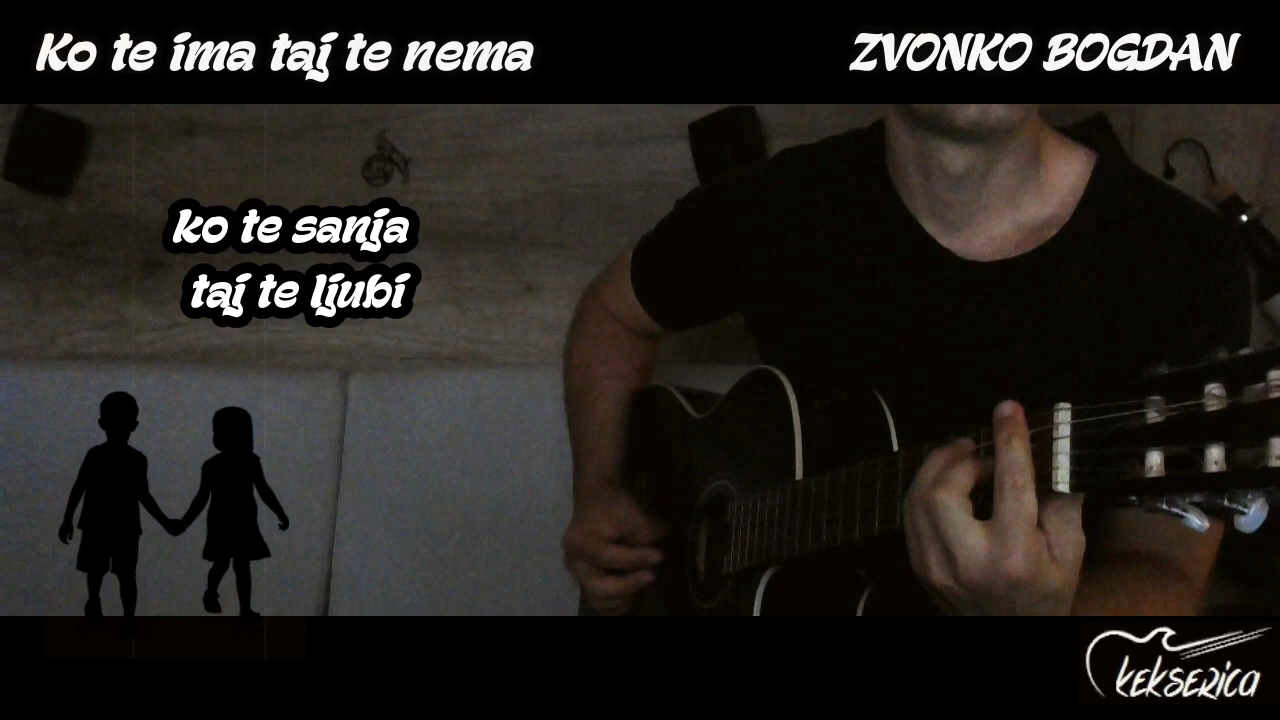 Ko te ima taj te nema
ZVONKO BOGDAN
ko te sanja
taj te ljubi
KEKSERICA